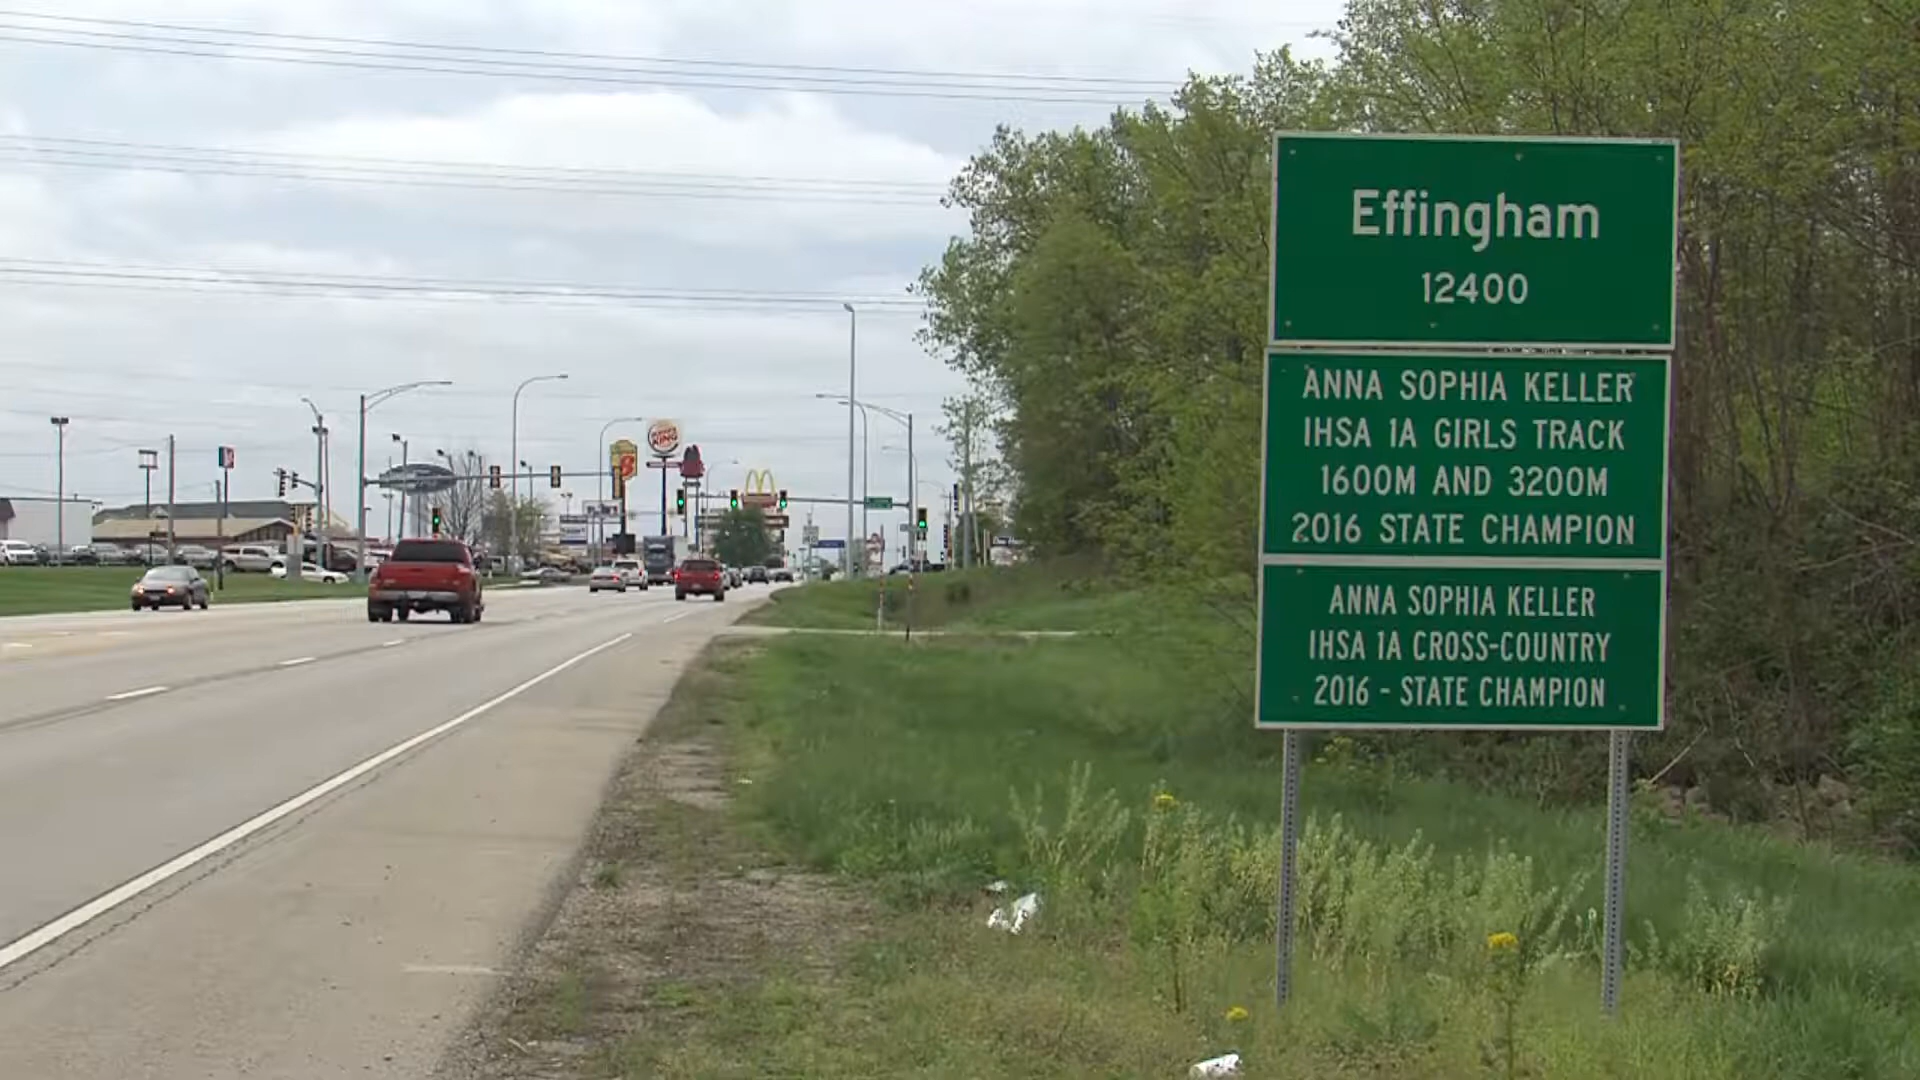 Effingham
12400
ANNA SOPHIA KELLER
IHSA 1A GIRLS TRACK
1600M AND 3200M
2016 STATE CHAMPION
ANNA SOPHIA KELLER
IHSA 1A CROSS-COUNTRY
2016 - STATE CHAMPION
BURGER
KING
8